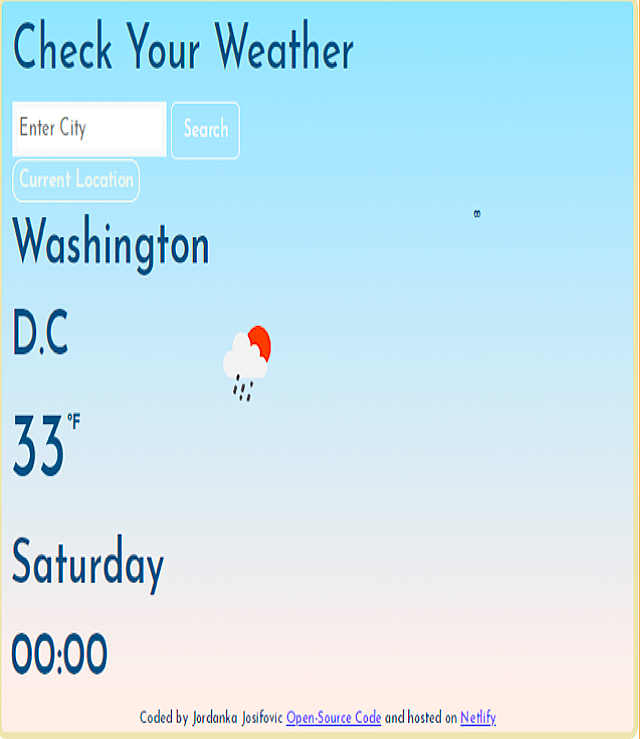 Check Your Weather
Enter City
Search
Current Location
Washington
D.C
33°F
Saturday
00:00
Coded by Jordanka Josifovic Open-Source Code and hosted on Netlify